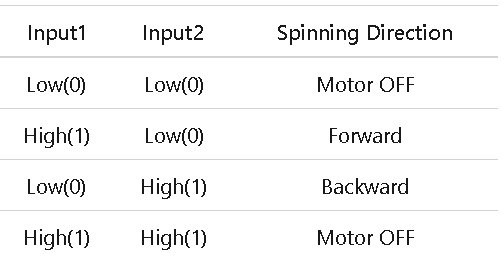 Input1 Input2 Spinning Direction
Low(0) Low(0) Motor OFF
High(1) Low(0) Forward
Low(0) High(1) Backward
High(1) High(1) Motor OFF